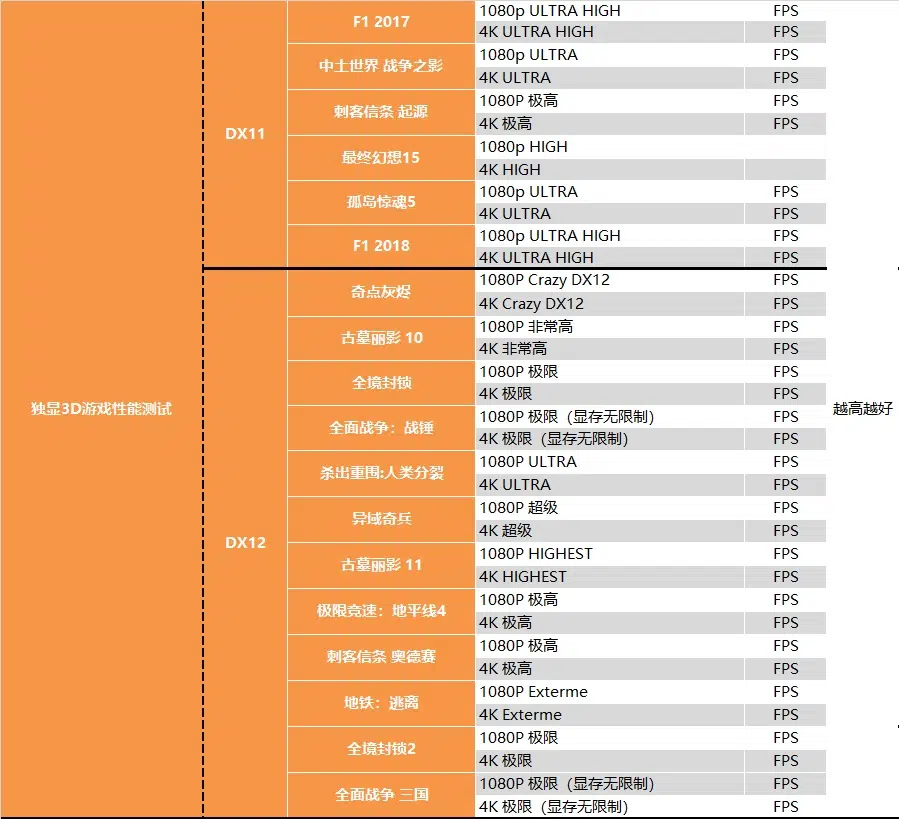 独显3D游戏性能测试
DX11
F1 2017
1080p ULTRA HIGH FPS
4K ULTRA HIGH FPS
中土世界 战争之影
1080p ULTRA FPS
4K ULTRA FPS
刺客信条 起源
1080P 极高 FPS
4K 极高 FPS
最终幻想15
1080p HIGH
4K HIGH
孤岛惊魂5
1080p ULTRA FPS
4K ULTRA FPS
F1 2018
1080p ULTRA HIGH FPS
4K ULTRA HIGH FPS
DX12
奇点灰烬
1080P Crazy DX12 FPS
4K Crazy DX12 FPS
古墓丽影 10
1080P 非常高 FPS
4K 非常高 FPS
全境封锁
1080P 极限 FPS
4K 极限 FPS
全面战争：战锤
1080P 极限（显存无限制） FPS
4K 极限（显存无限制） FPS
杀出重围:人类分裂
1080P ULTRA FPS
4K ULTRA FPS
异域奇兵
1080P 超级 FPS
4K 超级 FPS
古墓丽影 11
1080P HIGHEST FPS
4K HIGHEST FPS
极限竞速：地平线4
1080P 极高 FPS
4K 极高 FPS
刺客信条 奥德赛
1080P 极高 FPS
4K 极高 FPS
地铁：逃离
1080P Exterme FPS
4K Exterme FPS
全境封锁2
1080P 极限 FPS
4K 极限 FPS
全面战争 三国
1080P 极限（显存无限制） FPS
4K 极限（显存无限制） FPS
越高越好